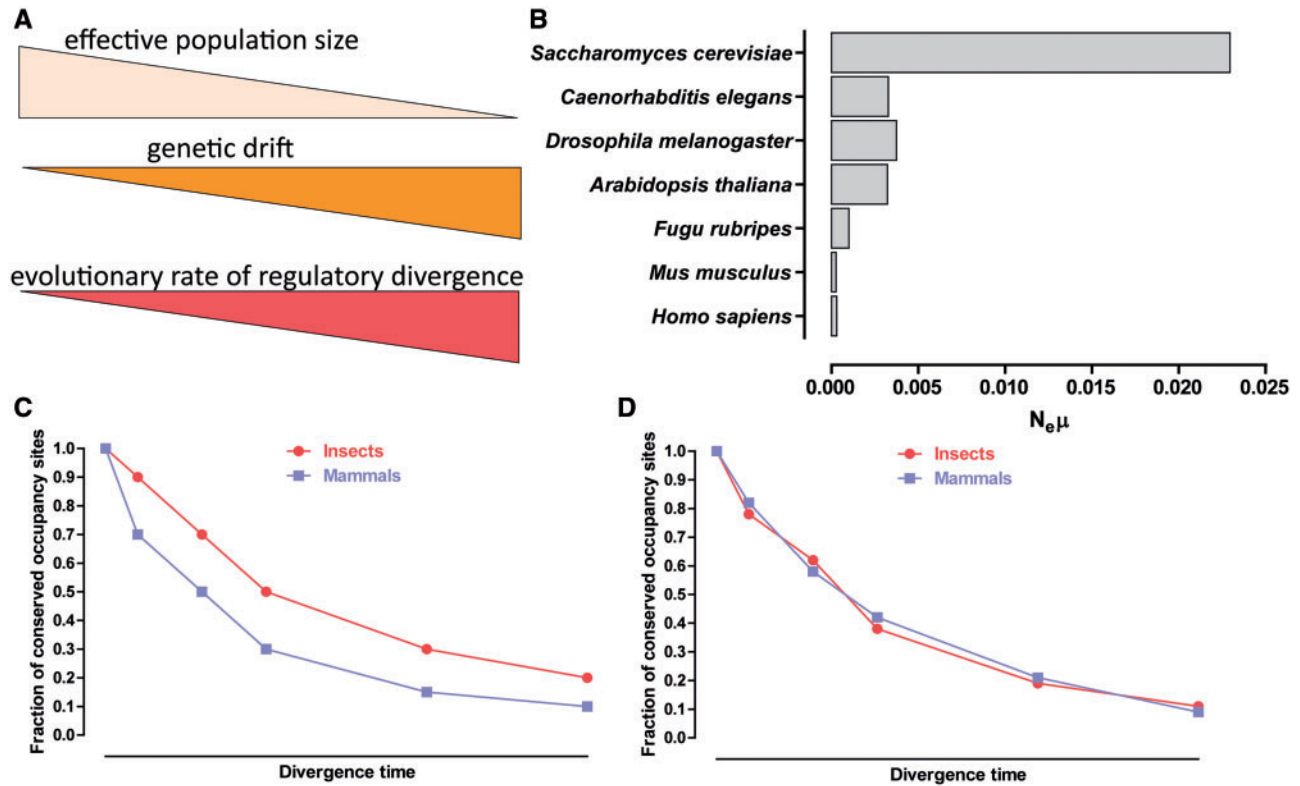 A
effective population size
genetic drift
evolutionary rate of regulatory divergence
B
Saccharomyces cerevisiae
Caenorhabditis elegans
Drosophila melanogaster
Arabidopsis thaliana
Fugu rubripes
Mus musculus
Homo sapiens
0.000 0.005 0.010 0.015 0.020 0.025
Neμ
C
Fraction of conserved occupancy sites
1.0
0.9
0.8
0.7
0.6
0.5
0.4
0.3
0.2
0.1
0.0
Insects
Mammals
Divergence time
D
Fraction of conserved occupancy sites
1.0
0.9
0.8
0.7
0.6
0.5
0.4
0.3
0.2
0.1
0.0
Insects
Mammals
Divergence time